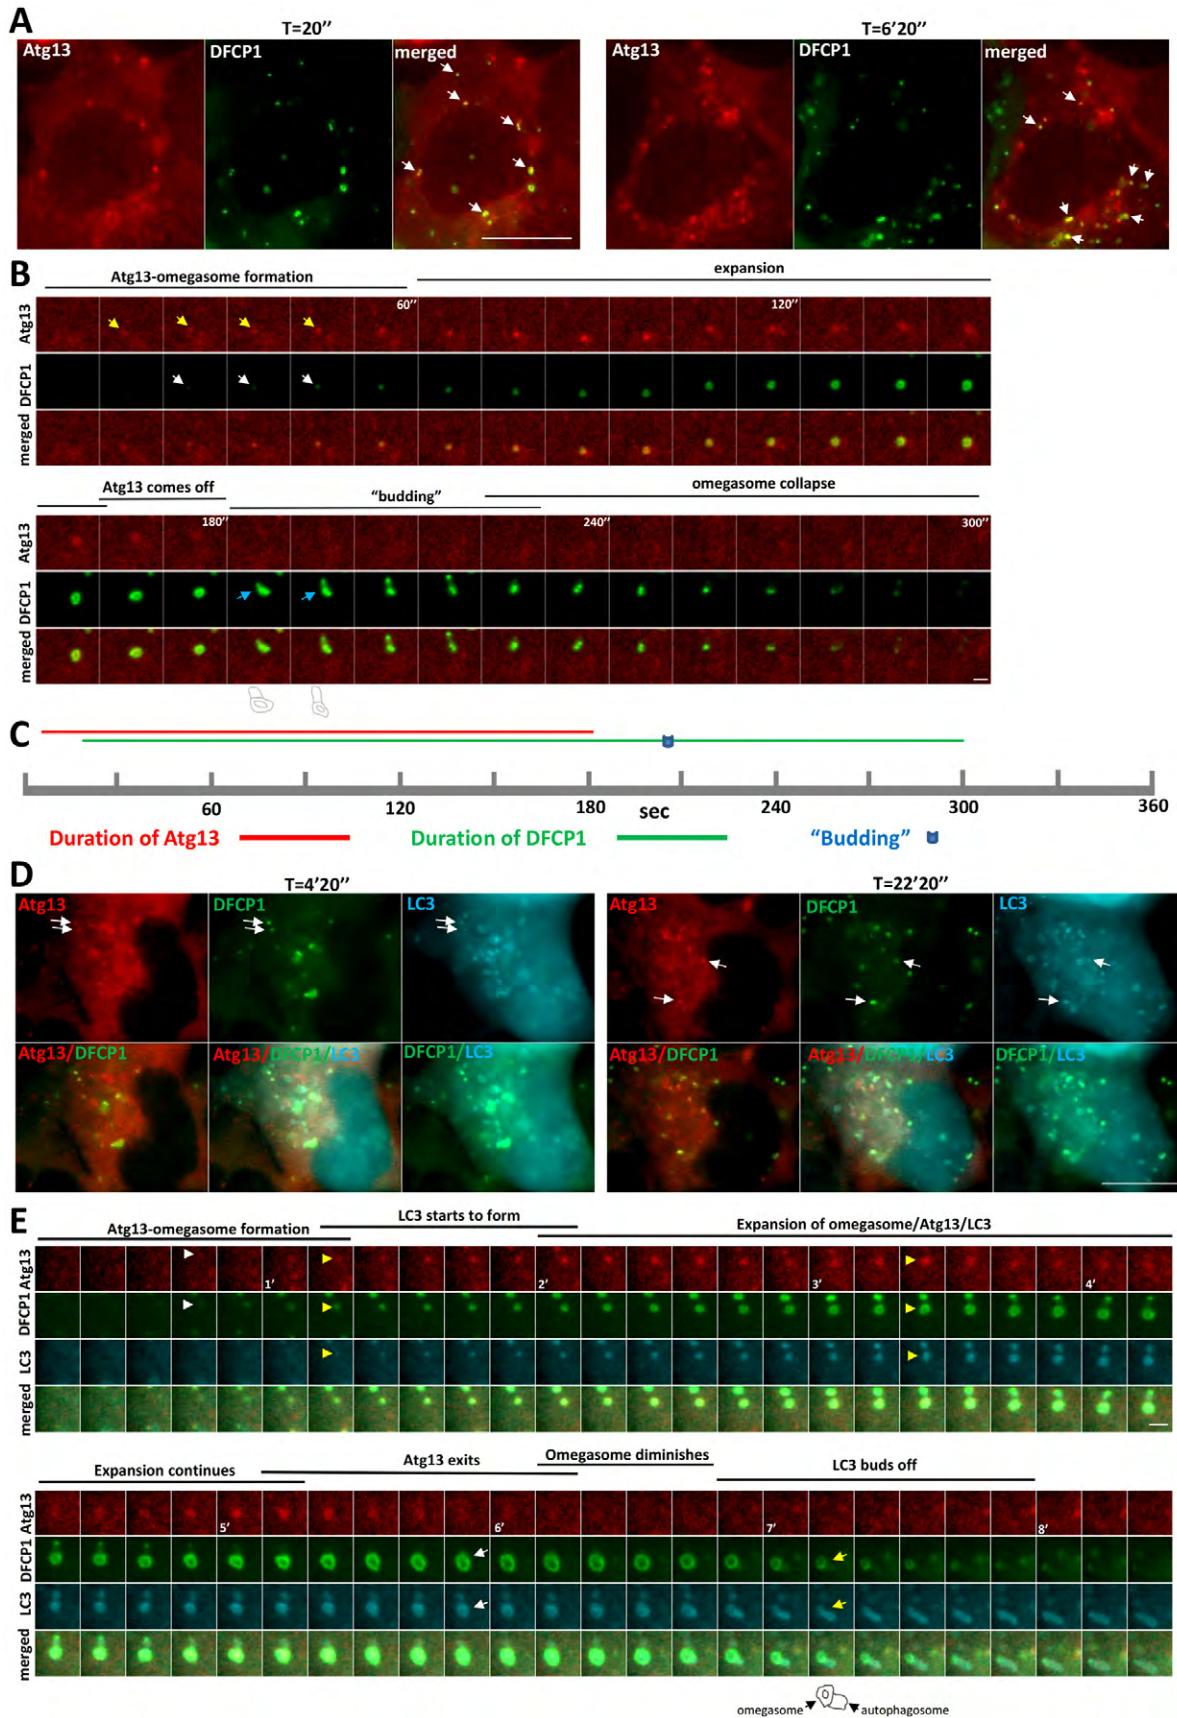 A
T=20’’
T=6’20’’
Atg13
DFCP1
merged
Atg13
DFCP1
merged
B
Atg13-omegasome formation
expansion
Atg13
60’’
120’’
DFCP1
merged
Atg13 comes off
“budding”
omegasome collapse
Atg13
180’’
240’’
300’’
DFCP1
merged
C
60
120
180
sec
240
300
360
Duration of Atg13
Duration of DFCP1
“Budding”
D
T=4’20’’
T=22’20’’
Atg13
DFCP1
LC3
Atg13
DFCP1
LC3
Atg13/DFCP1
Atg13/DFCP1/LC3
DFCP1/LC3
Atg13/DFCP1
Atg13/DFCP1/LC3
DFCP1/LC3
E
Atg13-omegasome formation
LC3 starts to form
Expansion of omegasome/Atg13/LC3
Atg13
1’
2’
3’
4’
DFCP1
LC3
merged
Expansion continues
Atg13 exits
Omegasome diminishes
LC3 buds off
Atg13
5’
6’
7’
8’
DFCP1
LC3
merged
omegasome
autophagosome